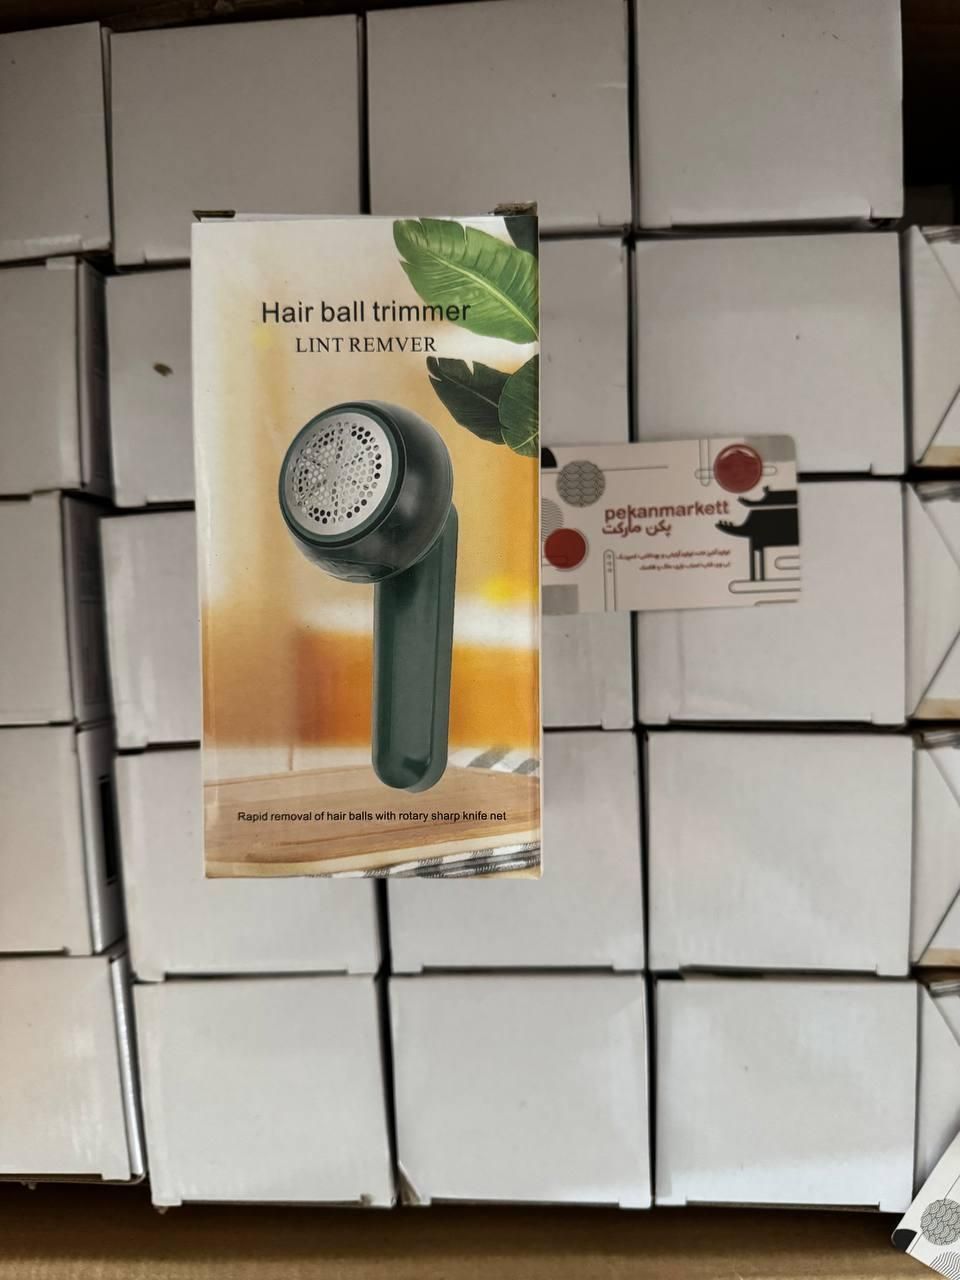 Hair ball trimmer
LINT REMVER
pekanmarkett
پکن مارکت
Rapid removal of hair balls with rotary sharp knife net